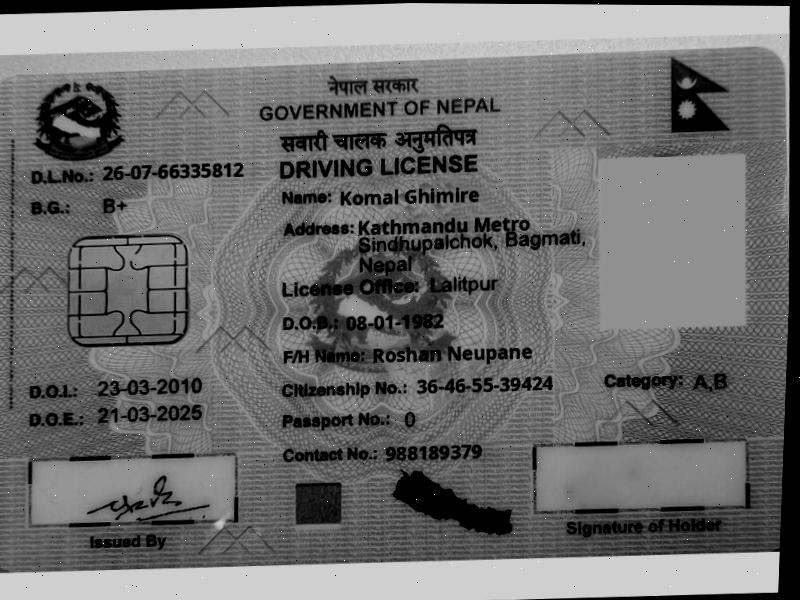 नेपाल सरकार
GOVERNMENT OF NEPAL
सवारी चालक अनुमतिपत्र
DRIVING LICENSE
D.L.No.: 26-07-66335812
B.G.: B+
Name: Komal Ghimire
Address: Kathmandu Metro
Sindhupalchok, Bagmati,
Nepal
License Office: Lalitpur
D.O.B.: 08-01-1982
F/H Name: Roshan Neupane
D.O.I.: 23-03-2010
Citizenship No.: 36-46-55-39424
Category: A,B
D.O.E.: 21-03-2025
Passport No.: 0
Contact No.: 988189379
Issued By
Signature of Holder